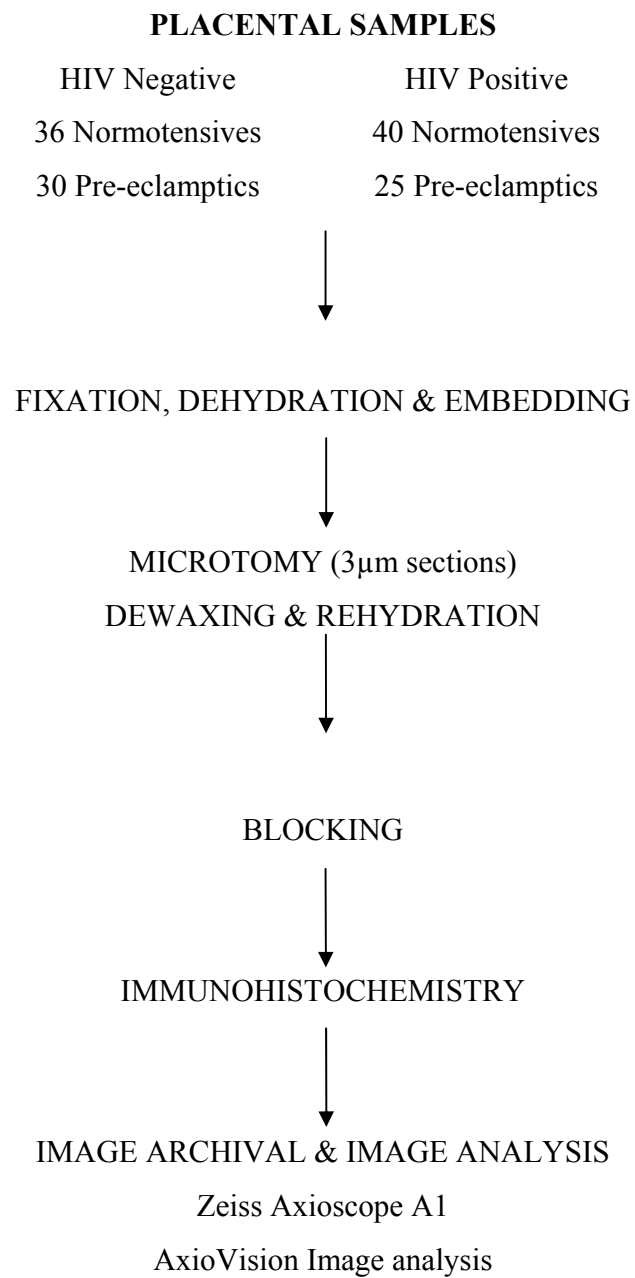 PLACENTAL SAMPLES
HIV Negative HIV Positive
36 Normotensives 40 Normotensives
30 Pre-eclamptics 25 Pre-eclamptics
FIXATION, DEHYDRATION & EMBEDDING
MICROTOMY (3µm sections)
DEWAXING & REHYDRATION
BLOCKING
IMMUNOHISTOCHEMISTRY
IMAGE ARCHIVAL & IMAGE ANALYSIS
Zeiss Axioscope A1
AxioVision Image analysis